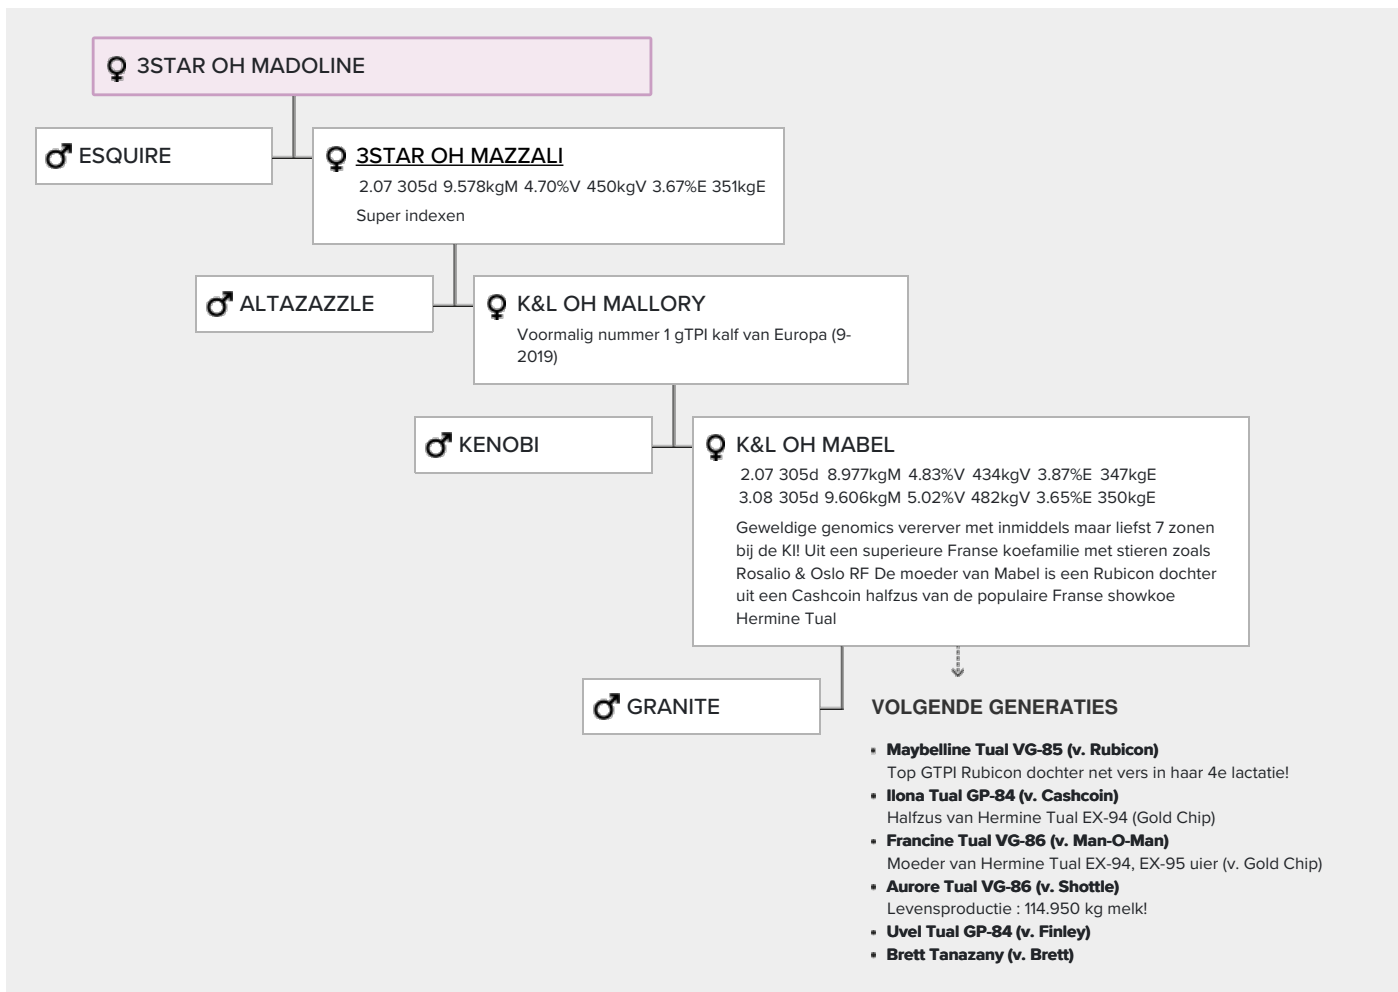 3STAR OH MADOLINE
ESQUIRE
3STAR OH MAZZALI
2.07 305d 9.578kgM 4.70%V 450kgV 3.67%E 351kgE
Super indexen
ALTAZAZZLE
K&L OH MALLORY
Voormalig nummer 1 gTPI kalf van Europa (9-
2019)
KENOBI
K&L OH MABEL
2.07 305d 8.977kgM 4.83%V 434kgV 3.87%E 347kgE
3.08 305d 9.606kgM 5.02%V 482kgV 3.65%E 350kgE
Geweldige genomics vererver met inmiddels maar liefst 7 zonen
bij de KI! Uit een superieure Franse koefamilie met stieren zoals
Rosalio & Oslo RF De moeder van Mabel is een Rubicon dochter
uit een Cashcoin halfzus van de populaire Franse showkoe
Hermine Tual
GRANITE
VOLGENDE GENERATIES
Maybelline Tual VG-85 (v. Rubicon)
Top GTPI Rubicon dochter net vers in haar 4e lactatie!
Ilona Tual GP-84 (v. Cashcoin)
Halfzus van Hermine Tual EX-94 (Gold Chip)
Francine Tual VG-86 (v. Man-O-Man)
Moeder van Hermine Tual EX-94, EX-95 uier (v. Gold Chip)
Aurore Tual VG-86 (v. Shottle)
Levensproductie : 114.950 kg melk!
Uvel Tual GP-84 (v. Finley)
Brett Tanazany (v. Brett)